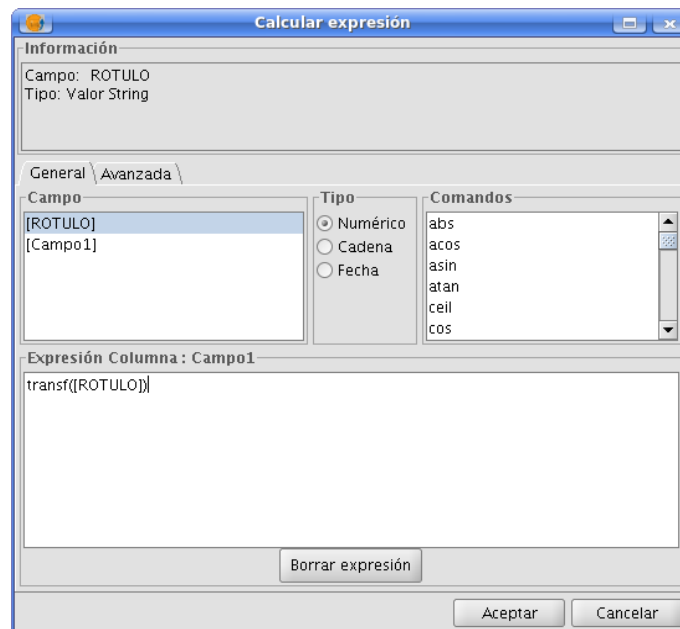 Calcular expresión
Información
Campo: ROTULO
Tipo: Valor String
General
Avanzada
Campo
[ROTULO]
[Campo1]
Tipo
Numérico
Cadena
Fecha
Comandos
abs
acos
asin
atan
ceil
cos
Expresión Columna : Campo1
transf([ROTULO])
Borrar expresión
Aceptar
Cancelar